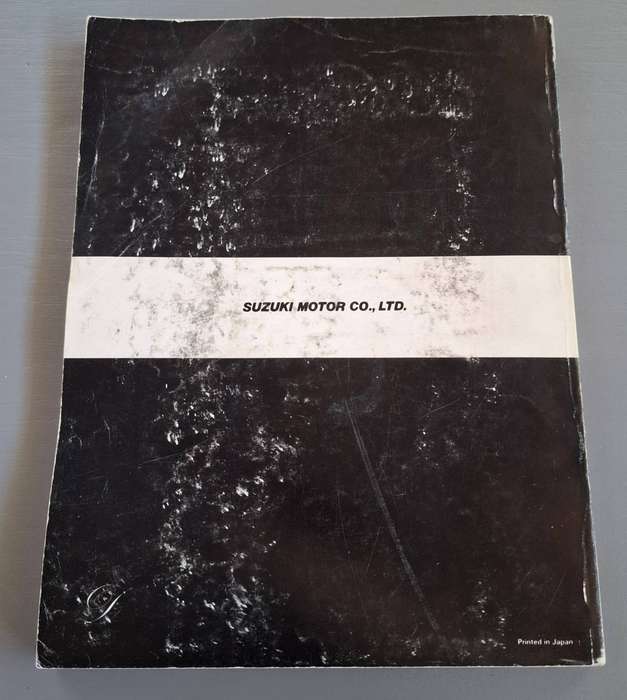 SUZUKI MOTOR CO., LTD.
Printed in Japan